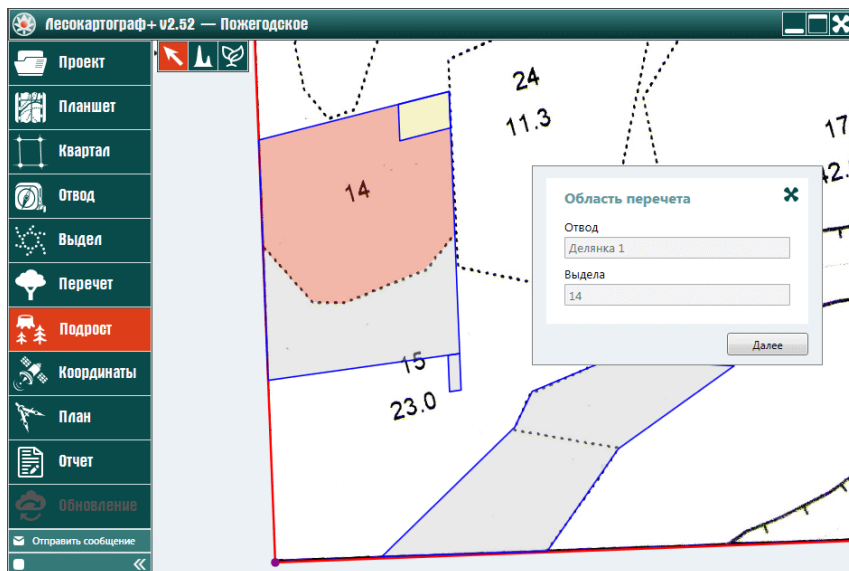 Лесокартограф+ v2.52 — Пожегодское
Проект
Планшет
Квартал
Отвод
Выдел
Перечет
Подрост
Координаты
План
Отчет
Обновление
Отправить сообщение
24
11.3
17
42.
14
15
23.0
Область перечета
Отвод
Делянка 1
Выдела
14
Далее